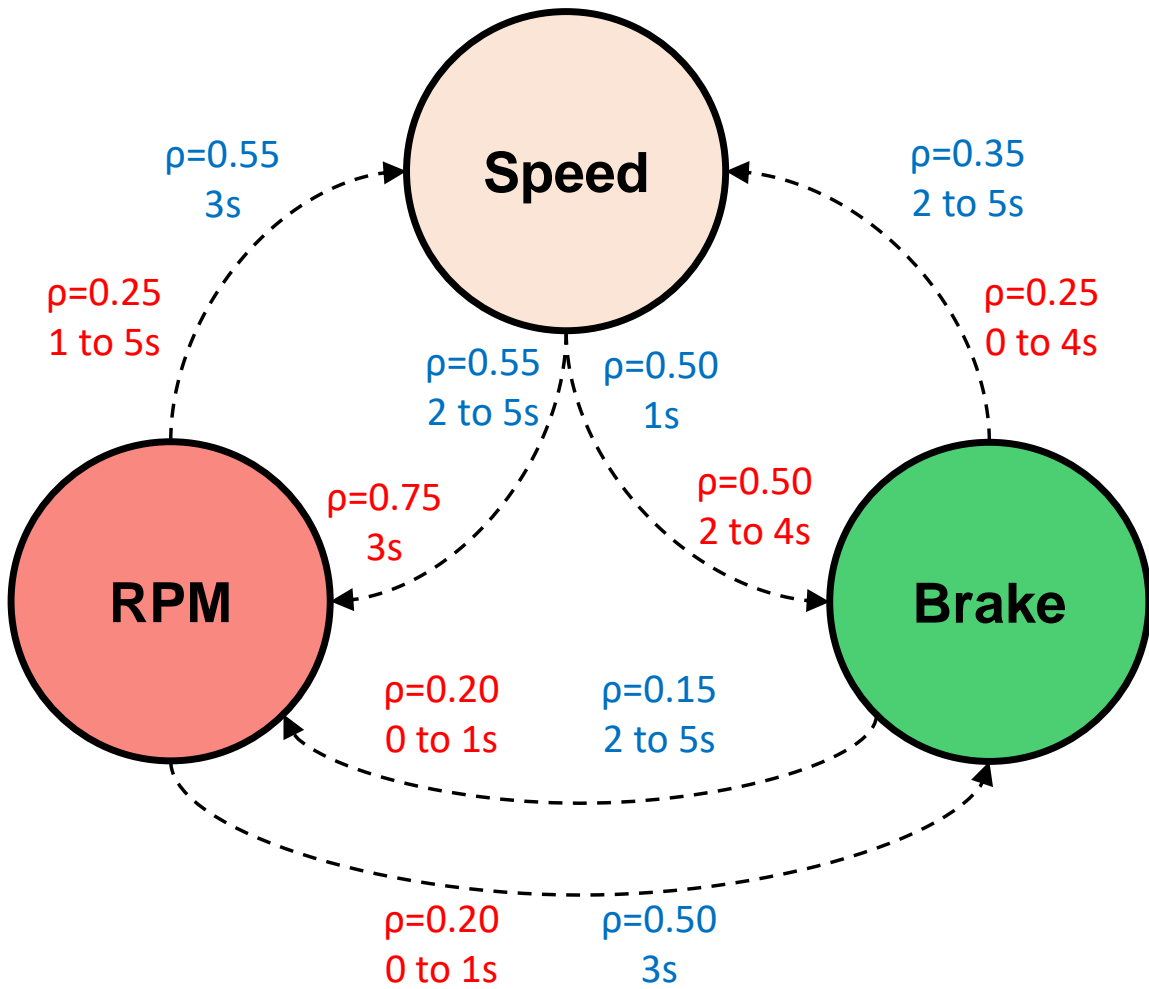 Speed
ρ=0.55
3s
ρ=0.35
2 to 5s
ρ=0.25
1 to 5s
ρ=0.25
0 to 4s
ρ=0.55
2 to 5s
ρ=0.50
1s
ρ=0.75
3s
ρ=0.50
2 to 4s
RPM
Brake
ρ=0.20
0 to 1s
ρ=0.15
2 to 5s
ρ=0.20
0 to 1s
ρ=0.50
3s